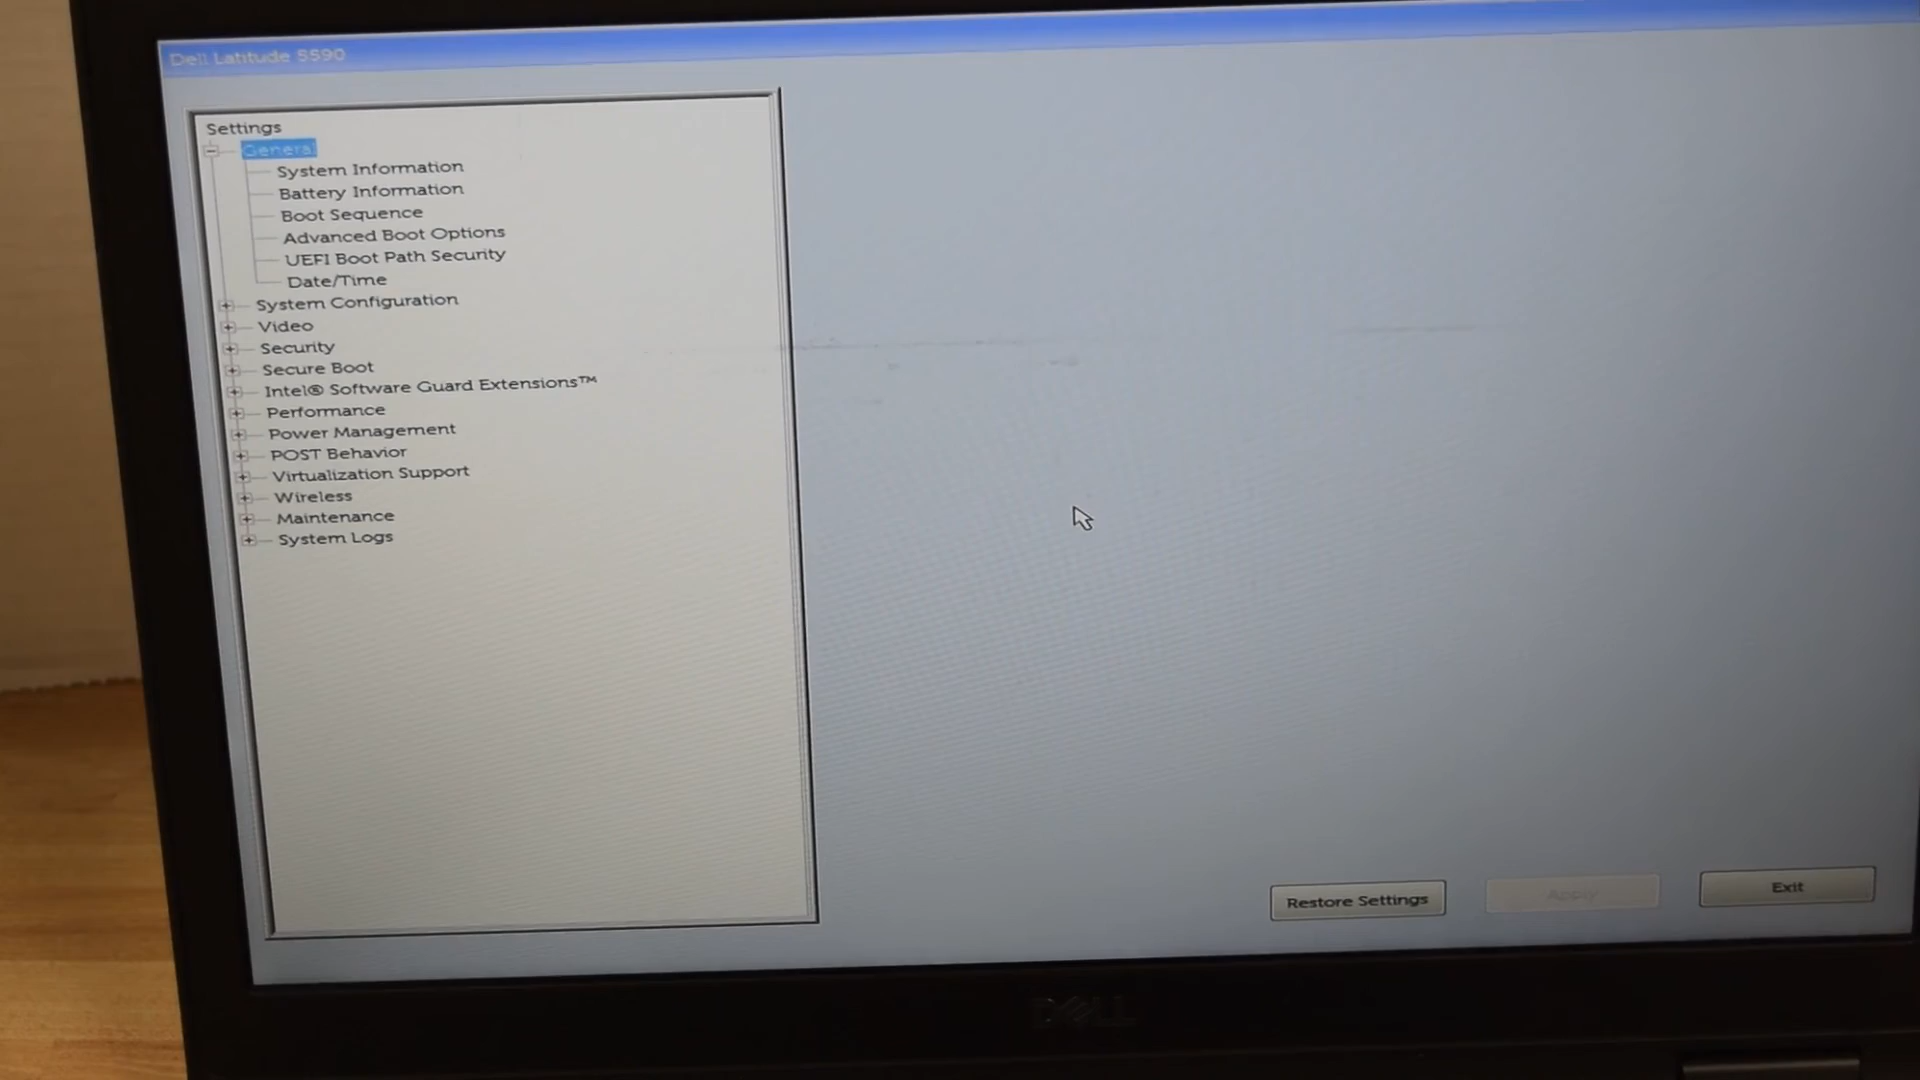 Dell Latitude 5590
Settings
General
System Information
Battery Information
Boot Sequence
Advanced Boot Options
UEFI Boot Path Security
Date/Time
System Configuration
Video
Security
Secure Boot
Intel® Software Guard Extensions™
Performance
Power Management
POST Behavior
Virtualization Support
Wireless
Maintenance
System Logs
Restore Settings
Apply
Exit
DELL